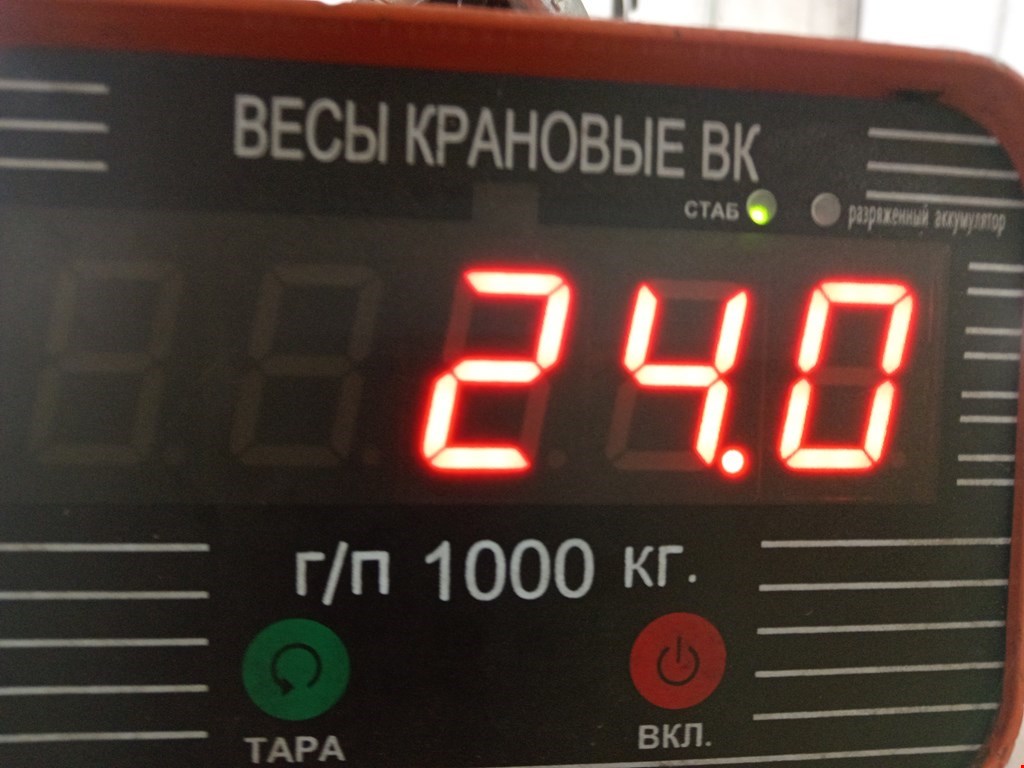 ВЕСЫ КРАНОВЫЕ ВК
СТАБ разряженный аккумулятор
24.0
г/п 1000 кг.
ТАРА ВКЛ.